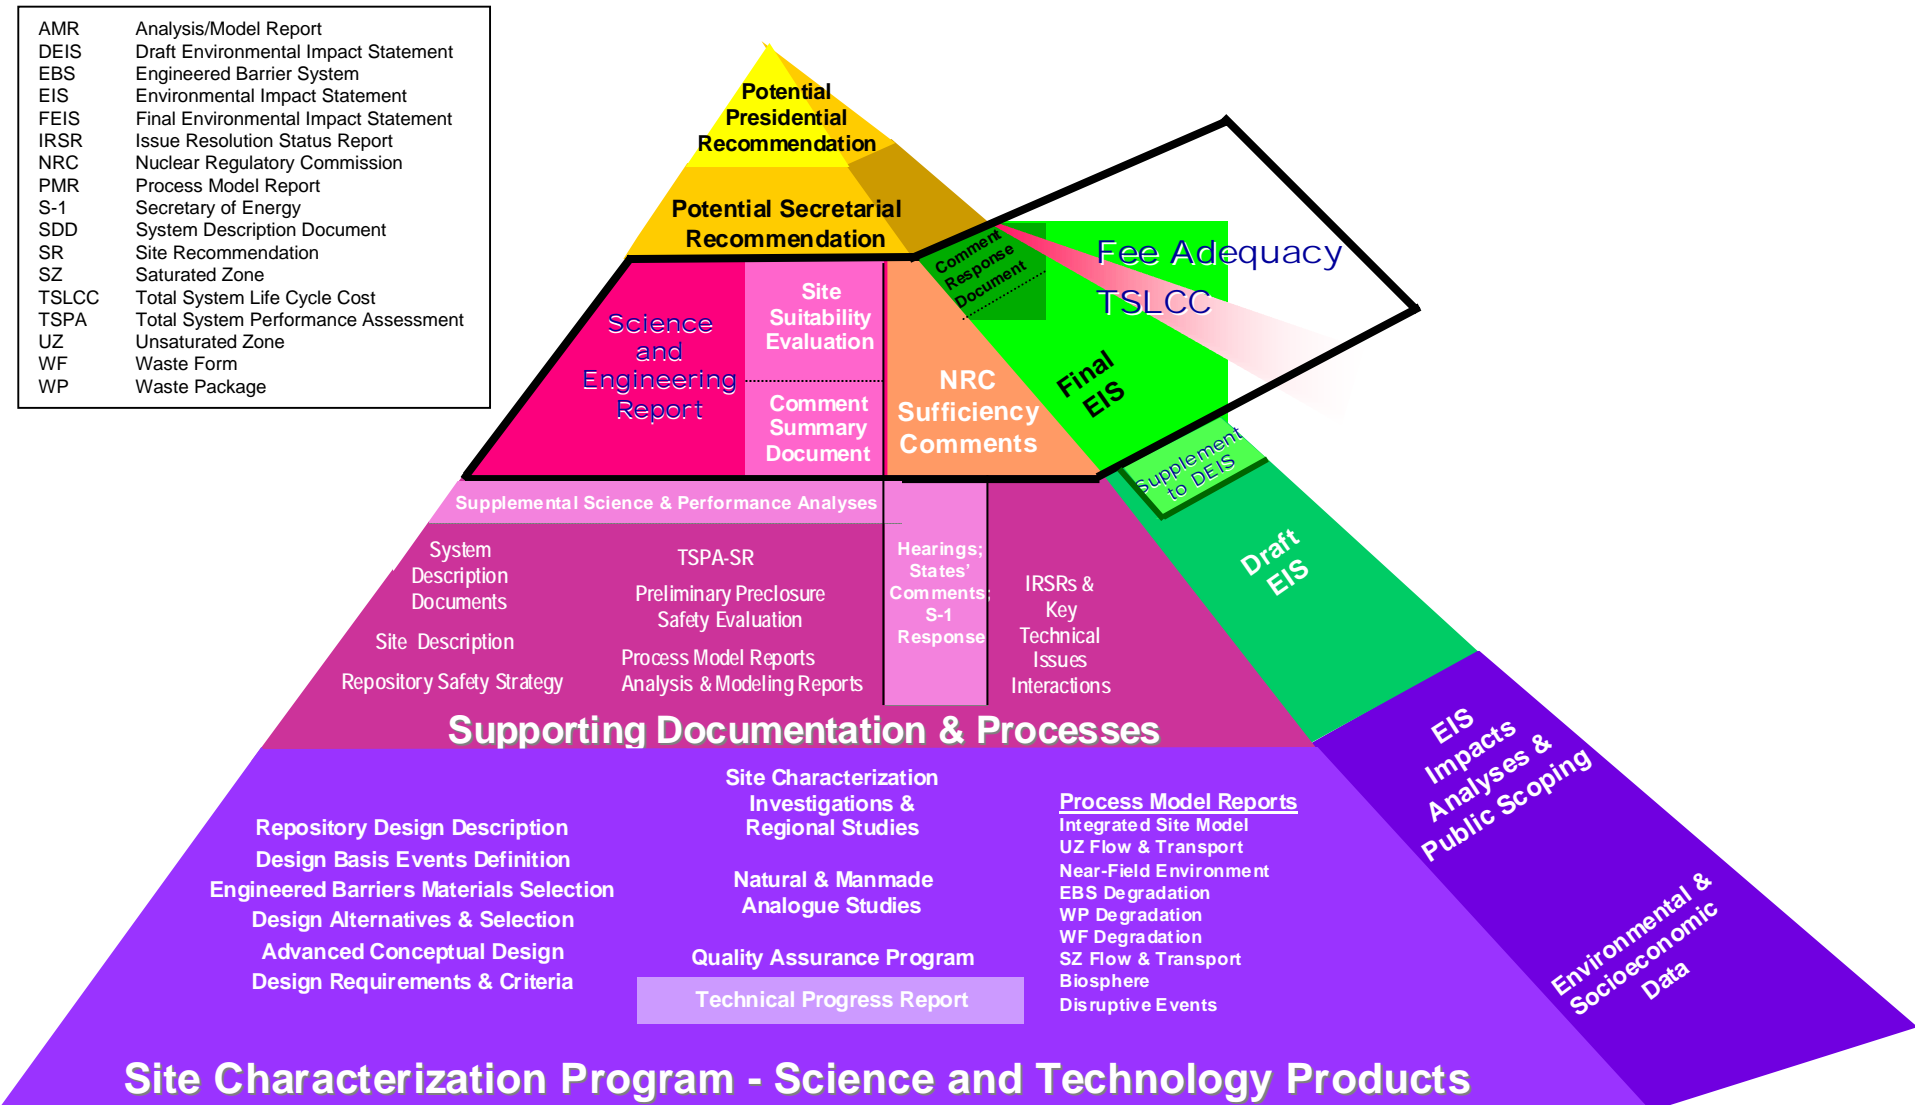 AMR Analysis/Model Report
DEIS Draft Environmental Impact Statement
EBS Engineered Barrier System
EIS Environmental Impact Statement
FEIS Final Environmental Impact Statement
IRSR Issue Resolution Status Report
NRC Nuclear Regulatory Commission
PMR Process Model Report
S-1 Secretary of Energy
SDD System Description Document
SR Site Recommendation
SZ Saturated Zone
TSLCC Total System Life Cycle Cost
TSPA Total System Performance Assessment
UZ Unsaturated Zone
WF Waste Form
WP Waste Package
Potential
Presidential
Recommendation
Potential Secretarial
Recommendation
Science
and
Engineering
Report
Site
Suitability
Evaluation
Comment
Summary
Document
NRC
Sufficiency
Comments
Comment
Response
Document
Final
EIS
Fee Adequacy
TSLCC
Supplement
to DEIS
Draft
EIS
Supplemental Science & Performance Analyses
System
Description
Documents
Site Description
Repository Safety Strategy
TSPA-SR
Preliminary Preclosure
Safety Evaluation
Process Model Reports
Analysis & Modeling Reports
Hearings;
States’
Comments;
S-1
Response
IRSRs &
Key
Technical
Issues
Interactions
Supporting Documentation & Processes
Repository Design Description
Design Basis Events Definition
Engineered Barriers Materials Selection
Design Alternatives & Selection
Advanced Conceptual Design
Design Requirements & Criteria
Site Characterization
Investigations &
Regional Studies
Natural & Manmade
Analogue Studies
Quality Assurance Program
Technical Progress Report
Process Model Reports
Integrated Site Model
UZ Flow & Transport
Near-Field Environment
EBS Degradation
WP Degradation
WF Degradation
SZ Flow & Transport
Biosphere
Disruptive Events
EIS
Impacts
Analyses &
Public Scoping
Environmental &
Socioeconomic
Data
Site Characterization Program - Science and Technology Products